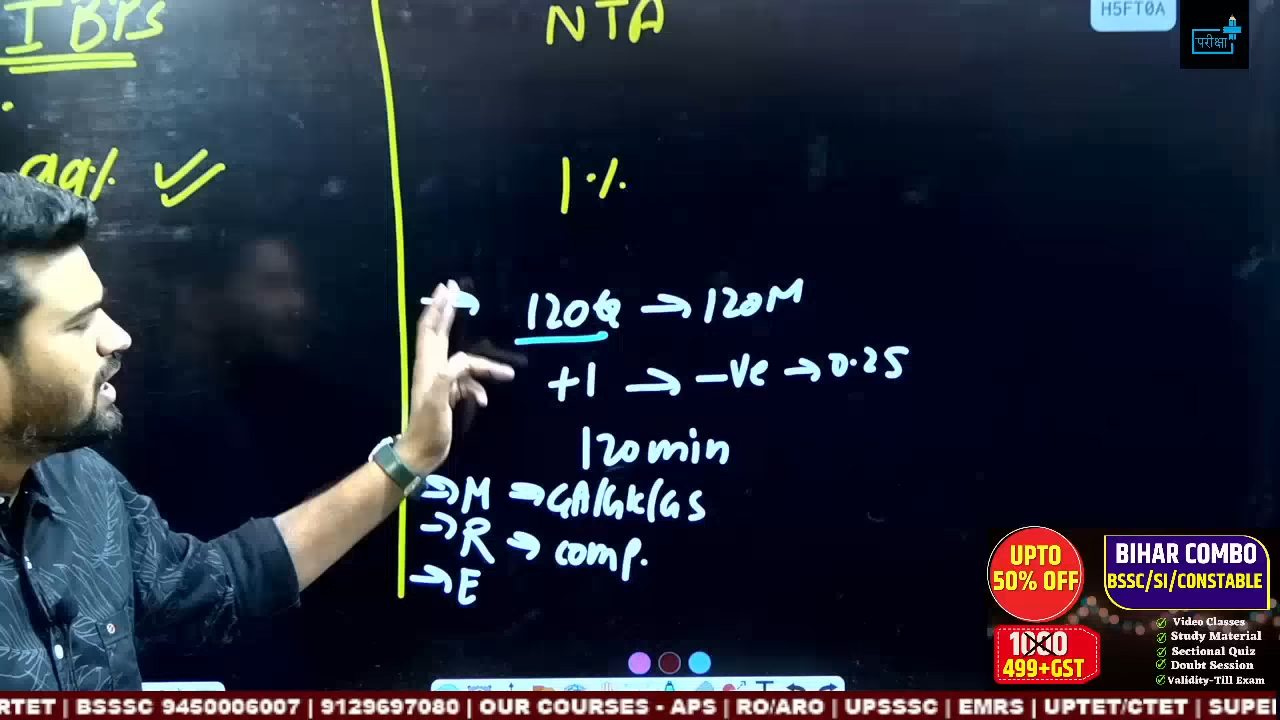 IBPS
NTA
H5FT0A
परीक्षा
99%
1%
→ 120Q → 120M
+1 → -Ve → 0.25
120min
→ M → GA/GK/GS
→ R → comp.
→ E
UPTO
50% OFF
BIHAR COMBO
BSSC/SI/CONSTABLE
1000
499+GST
Video Classes
Study Material
Sectional Quiz
Doubt Session
Validity-Till Exam
RTET | BSSSC 9450006007 | 9129697080 | OUR COURSES - APS | RO/ARO | UPSSSC | EMRS | UPTET/CTET | SUPE